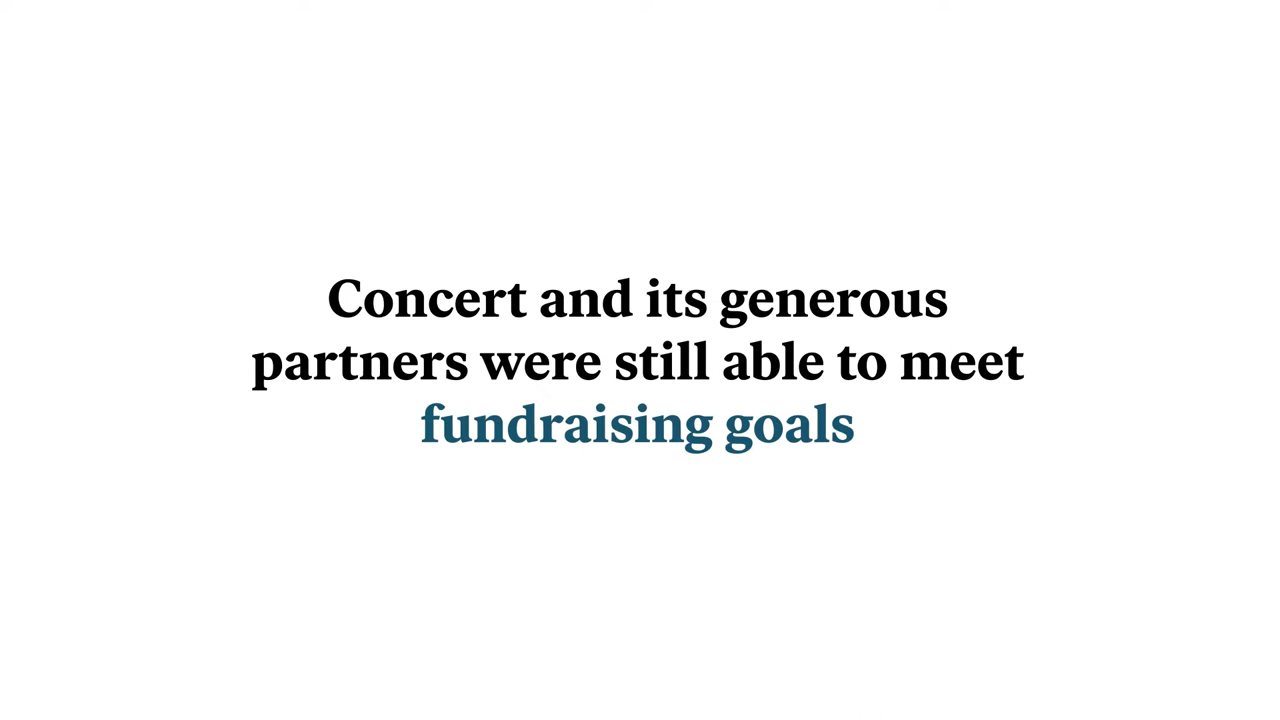 Concert and its generous
partners were still able to meet
fundraising goals